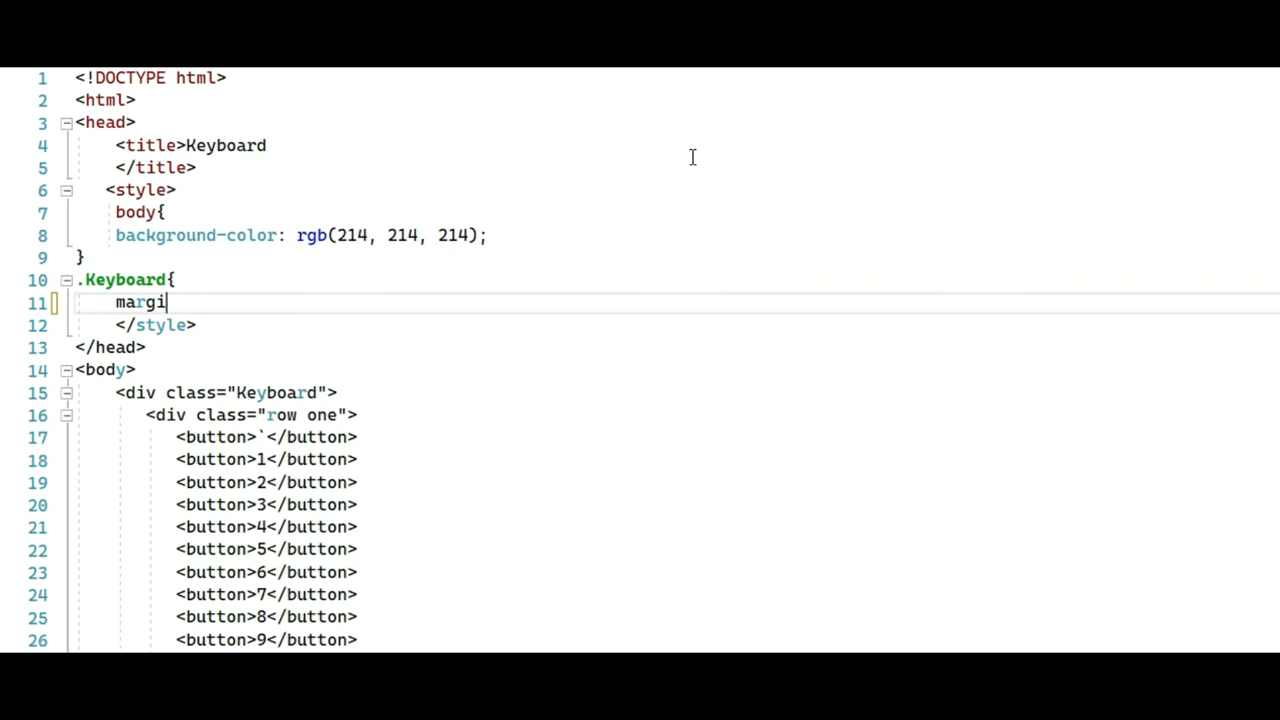 1 <!DOCTYPE html>
2 <html>
3 <head>
4 <title>Keyboard
5 </title>
6 <style>
7 body{
8 background-color: rgb(214, 214, 214);
9 }
10 .Keyboard{
11 margi
12 </style>
13 </head>
14 <body>
15 <div class="Keyboard">
16 <div class="row one">
17 <button>`</button>
18 <button>1</button>
19 <button>2</button>
20 <button>3</button>
21 <button>4</button>
22 <button>5</button>
23 <button>6</button>
24 <button>7</button>
25 <button>8</button>
26 <button>9</button>